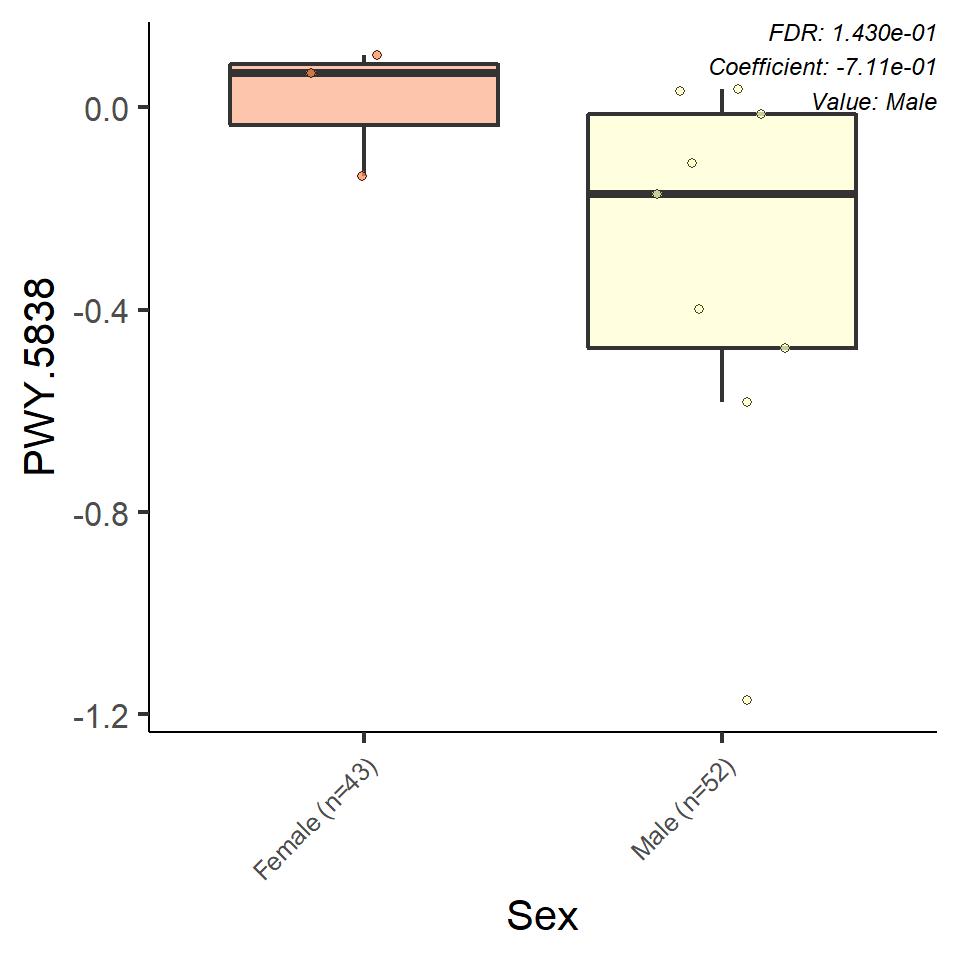 FDR: 1.430e-01
Coefficient: -7.11e-01
Value: Male
0.0
-0.4
-0.8
-1.2
PWY.5838
Female (n=43)
Male (n=52)
Sex